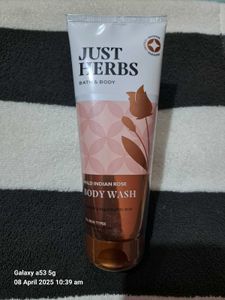 JUST
HERBS
BATH & BODY
WILD INDIAN ROSE
BODY WASH
Galaxy a53 5g
08 April 2025 10:39 am